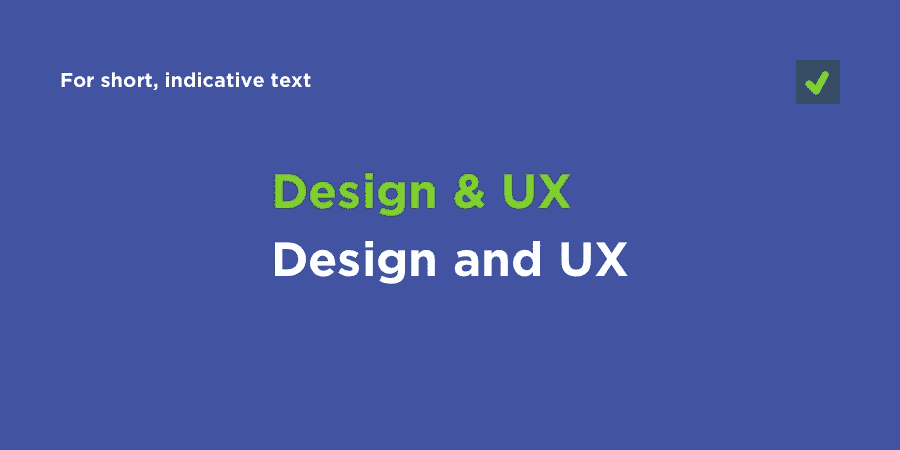 For short, indicative text
Design & UX
Design and UX